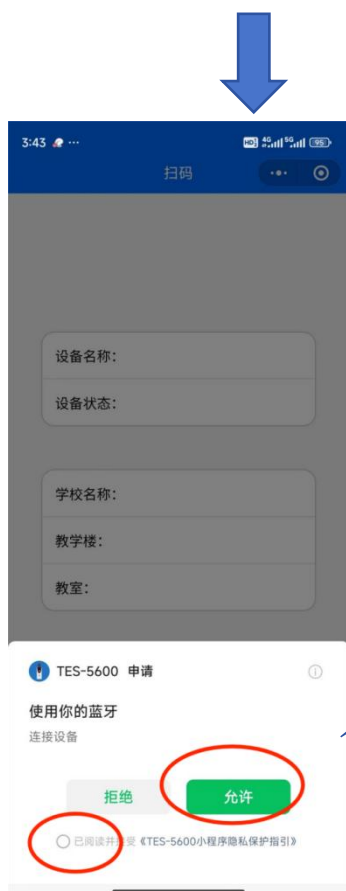 3:43 ... HD 4G 5G 95
扫码
设备名称：
设备状态：
学校名称：
教学楼：
教室：
TES-5600 申请
使用你的蓝牙
连接设备
拒绝 允许
已阅读并接受《TES-5600小程序隐私保护指引》